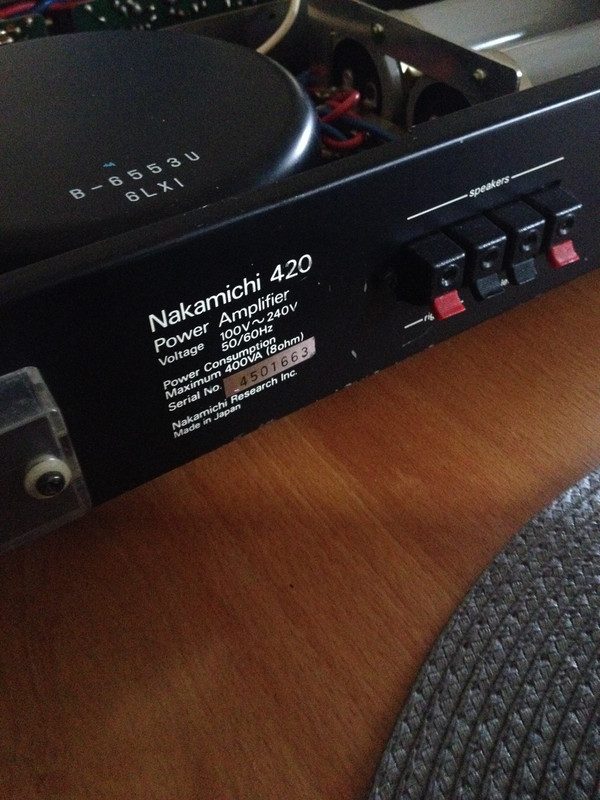 B-6553U
6LXI
speakers
Nakamichi 420
Power Amplifier
Voltage 100V~240V
50/60Hz
Power Consumption
Maximum 400VA (8ohm)
Serial No. 4501663
Nakamichi Research Inc.
Made in Japan